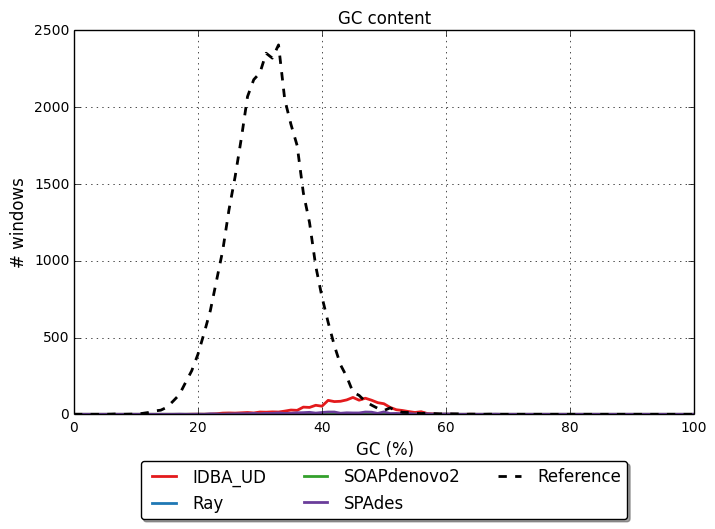 GC content
2500
2000
1500
1000
500
0
# windows
0 20 40 60 80 100
GC (%)
IDBA_UD SOAPdenovo2 Reference
Ray SPAdes